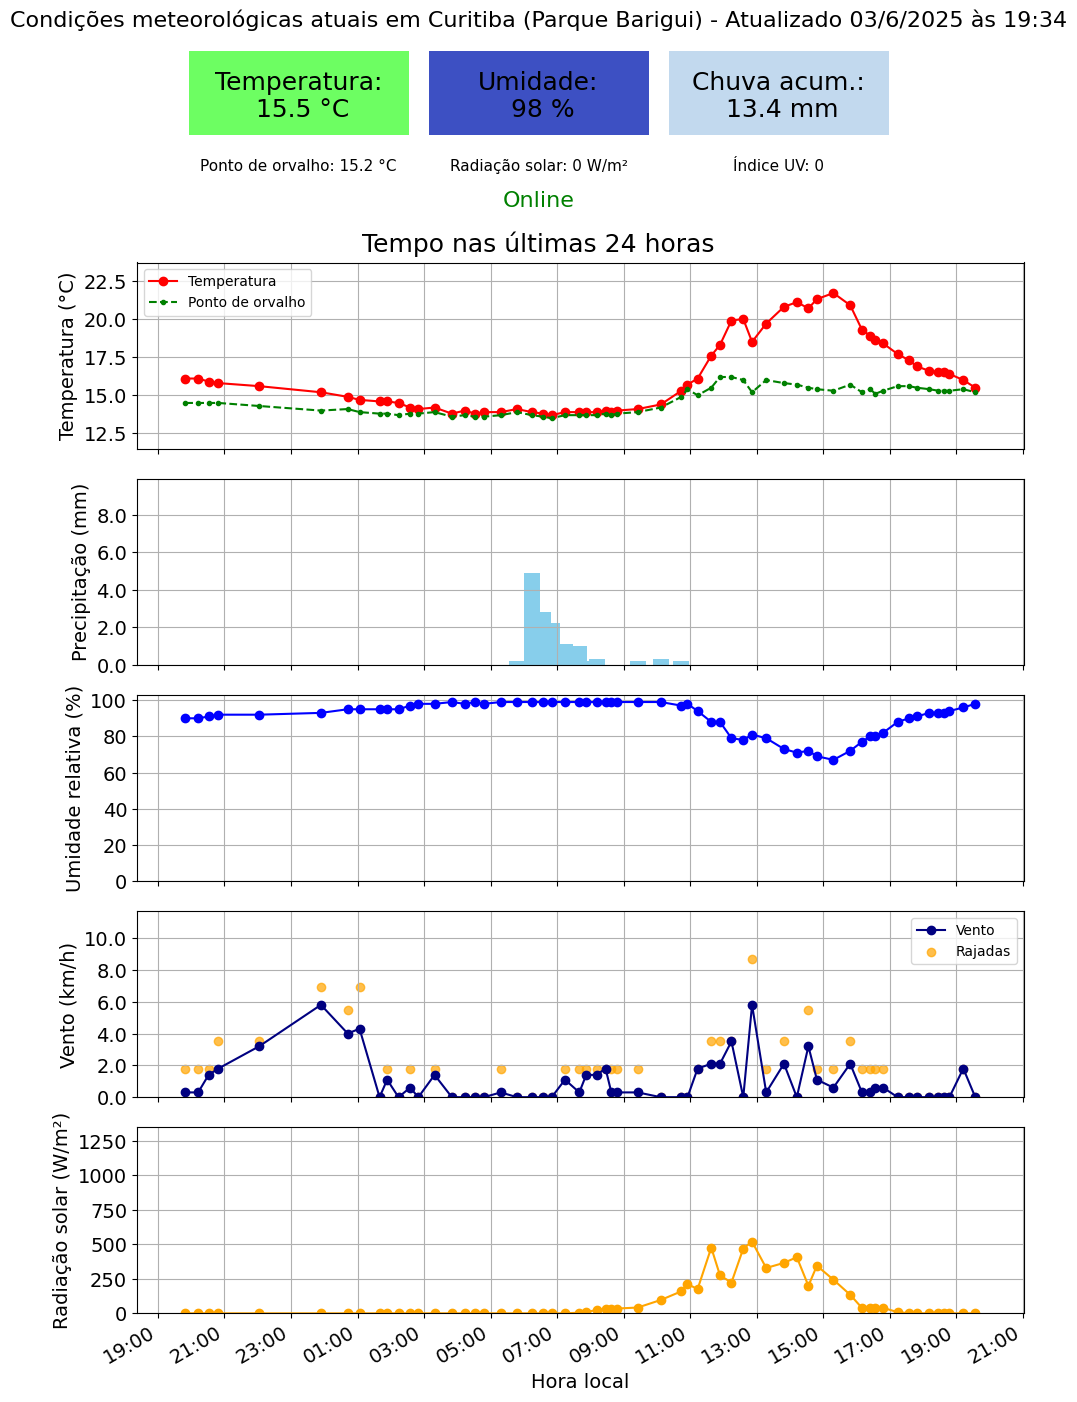 Condições meteorológicas atuais em Curitiba (Parque Barigui) - Atualizado 03/6/2025 às 19:34
Temperatura:
15.5 °C
Umidade:
98 %
Chuva acum.:
13.4 mm
Ponto de orvalho: 15.2 °C
Radiação solar: 0 W/m²
Índice UV: 0
Online
Tempo nas últimas 24 horas
Temperatura (°C)
22.5
20.0
17.5
15.0
12.5
Temperatura
Ponto de orvalho
Precipitação (mm)
8.0
6.0
4.0
2.0
0.0
Umidade relativa (%)
100
80
60
40
20
0
Vento (km/h)
10.0
8.0
6.0
4.0
2.0
0.0
Vento
Rajadas
Radiação solar (W/m²)
1250
1000
750
500
250
0
19:00
21:00
23:00
01:00
03:00
05:00
07:00
09:00
11:00
13:00
15:00
17:00
19:00
21:00
Hora local